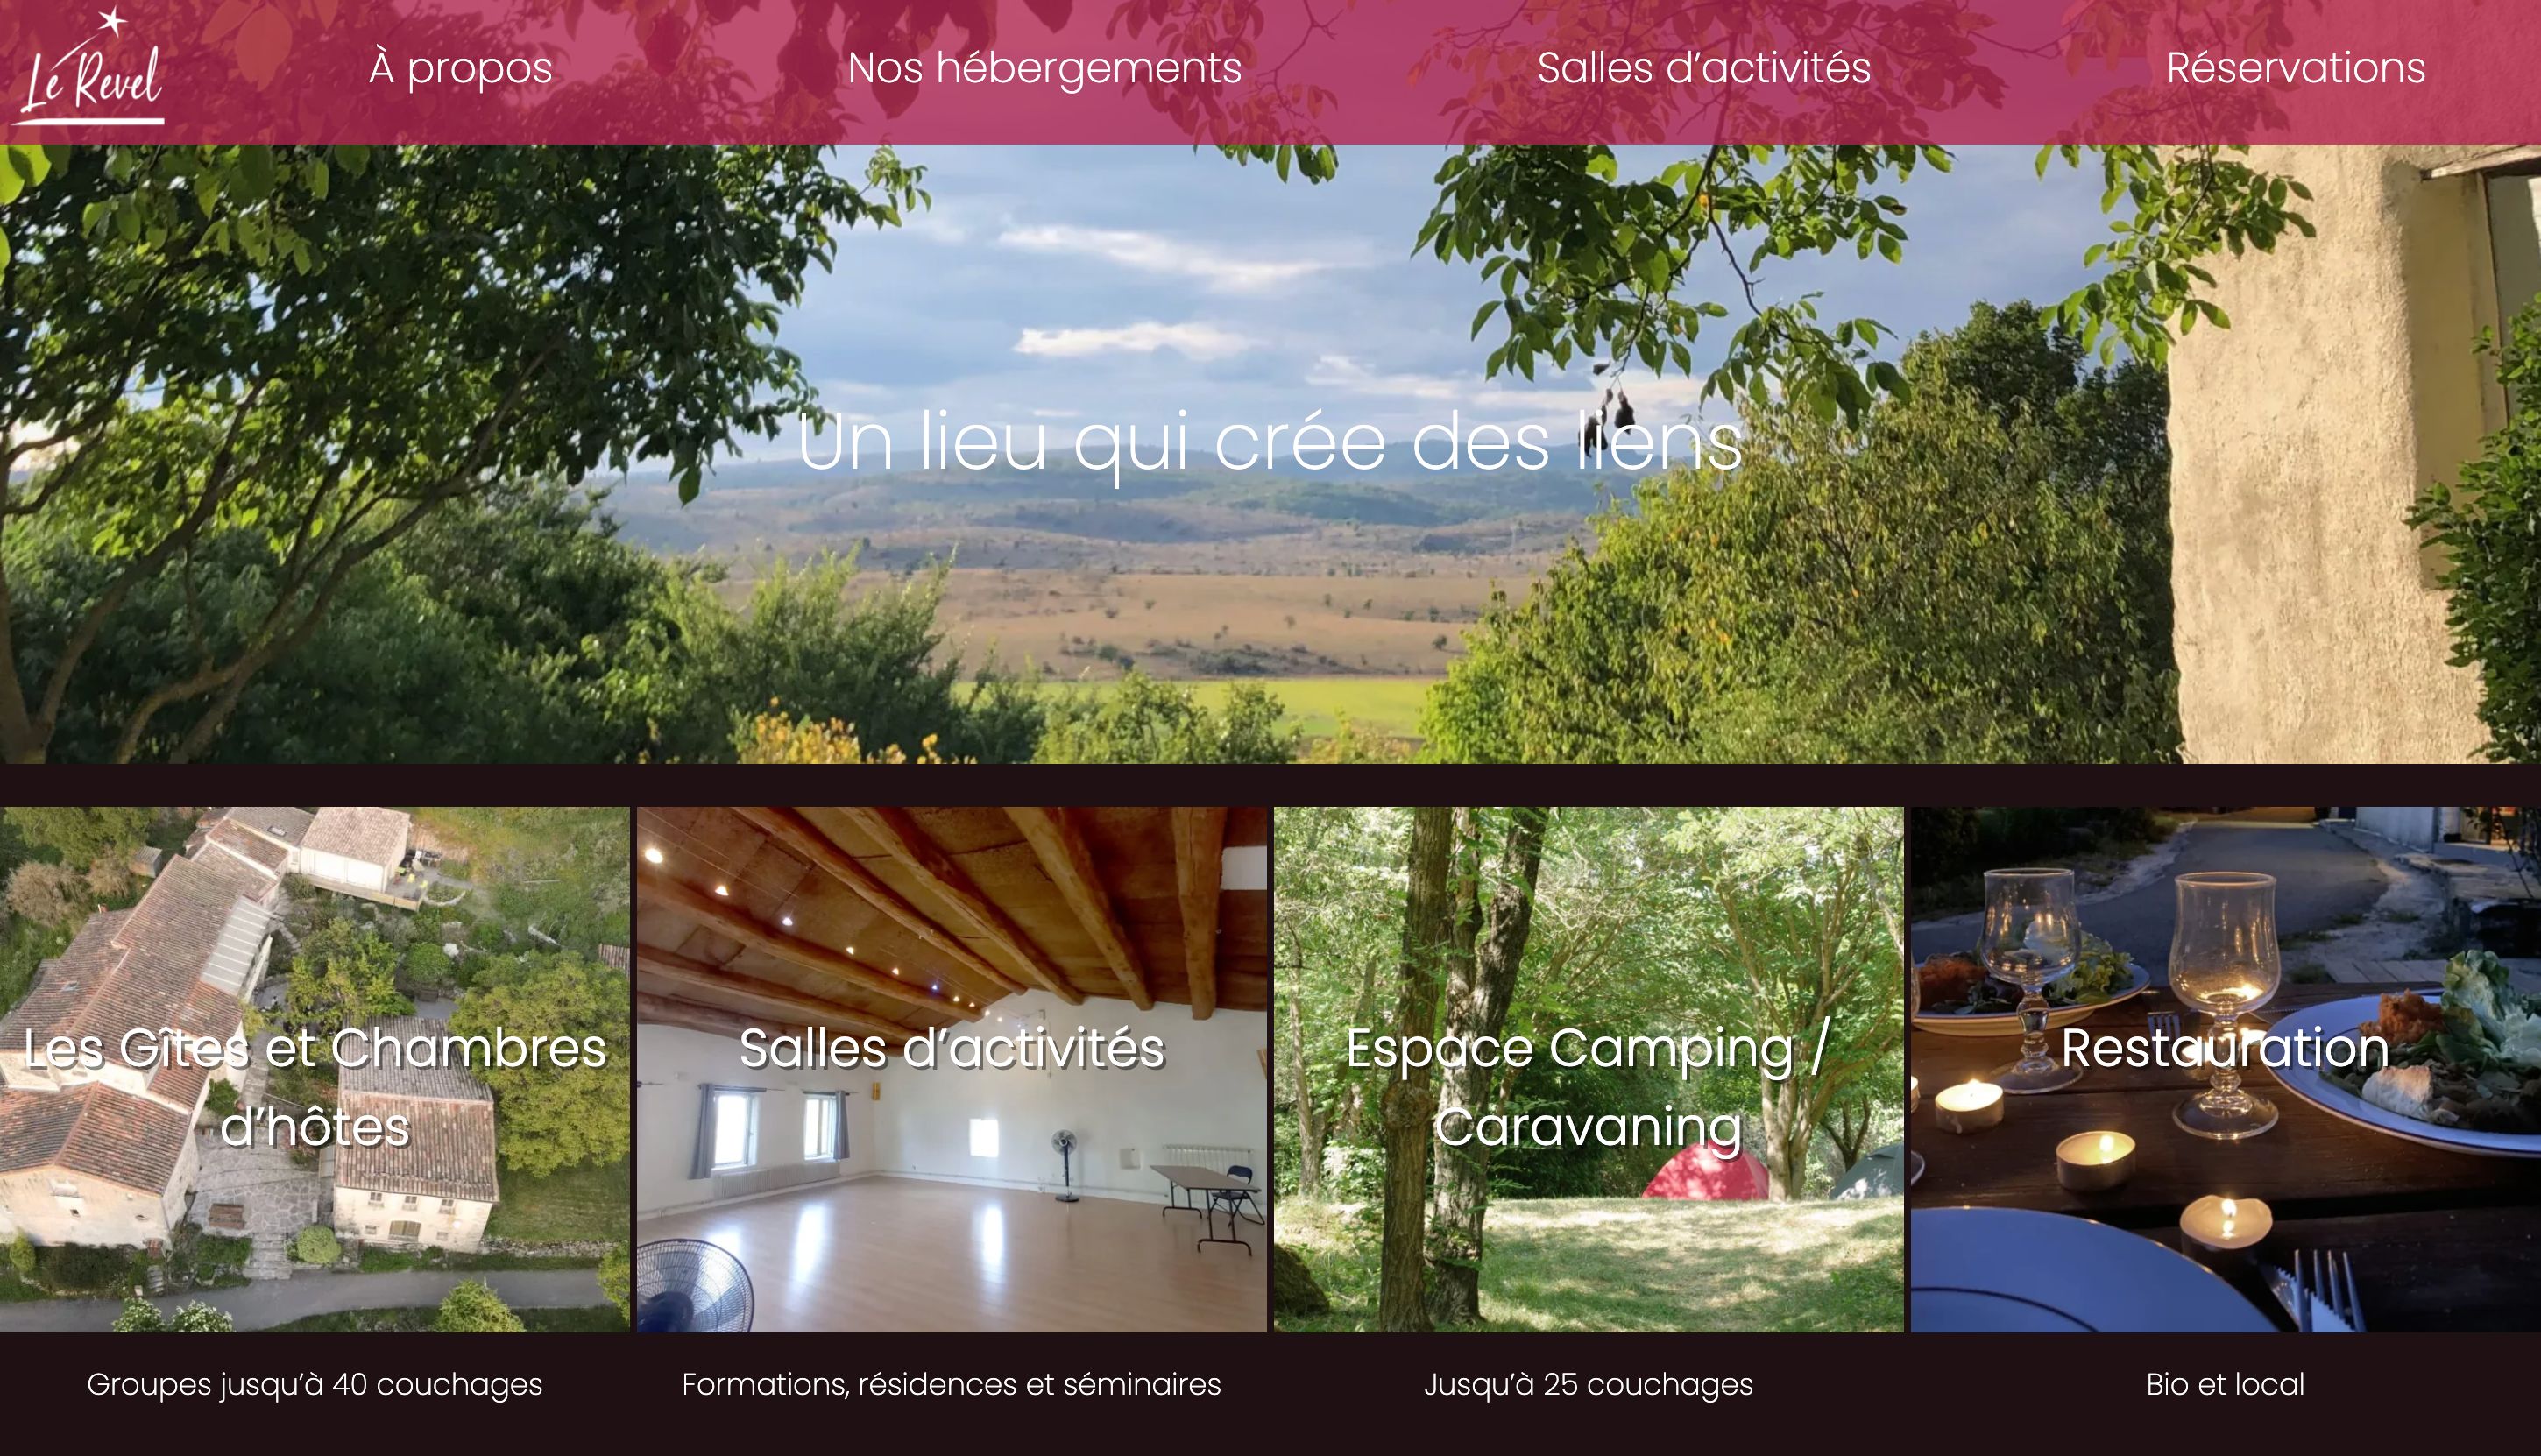 Le Revel
À propos
Nos hébergements
Salles d’activités
Réservations
Un lieu qui crée des liens
Les Gîtes et Chambres
d’hôtes
Salles d’activités
Espace Camping /
Caravaning
Restauration
Groupes jusqu’à 40 couchages
Formations, résidences et séminaires
Jusqu’à 25 couchages
Bio et local